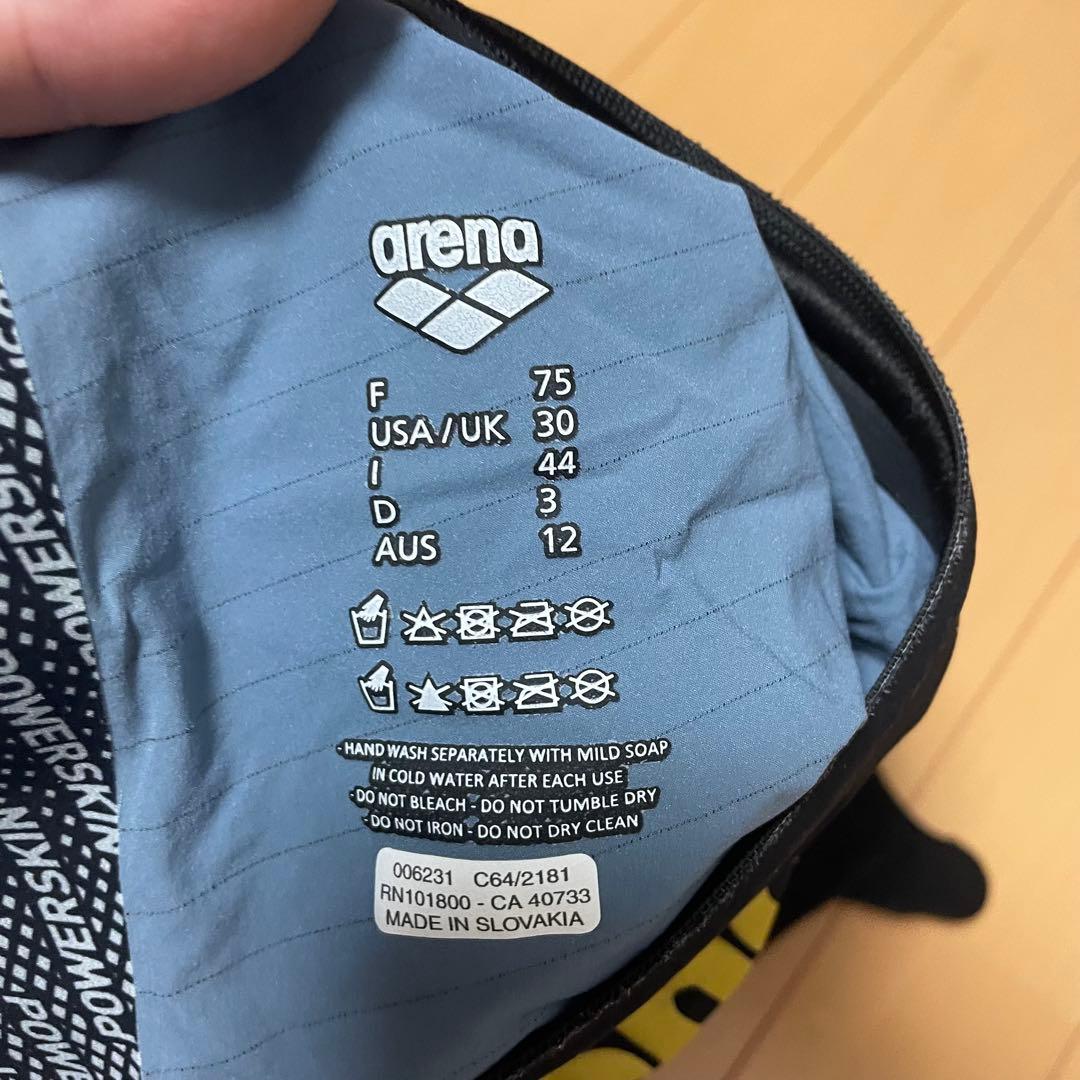 arena
F 75
USA/UK 30
I 44
D 3
AUS 12
- HAND WASH SEPARATELY WITH MILD SOAP
IN COLD WATER AFTER EACH USE
- DO NOT BLEACH - DO NOT TUMBLE DRY
- DO NOT IRON - DO NOT DRY CLEAN
006231 C64/2181
RN101800 - CA 40733
MADE IN SLOVAKIA
POWERSKIN
POWERSKIN
POWERSKIN